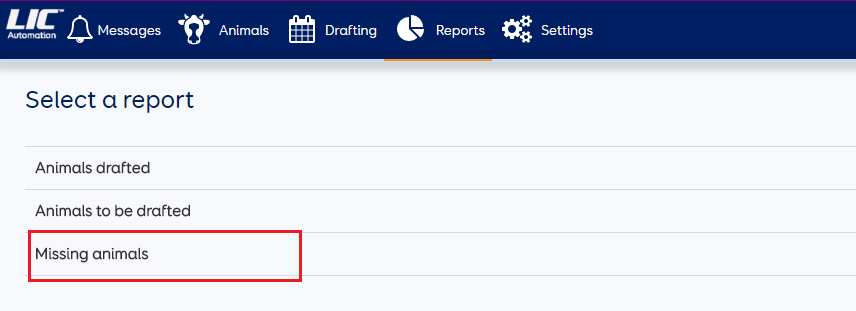 LIC™
Automation
Messages
Animals
Drafting
Reports
Settings
Select a report
Animals drafted
Animals to be drafted
Missing animals